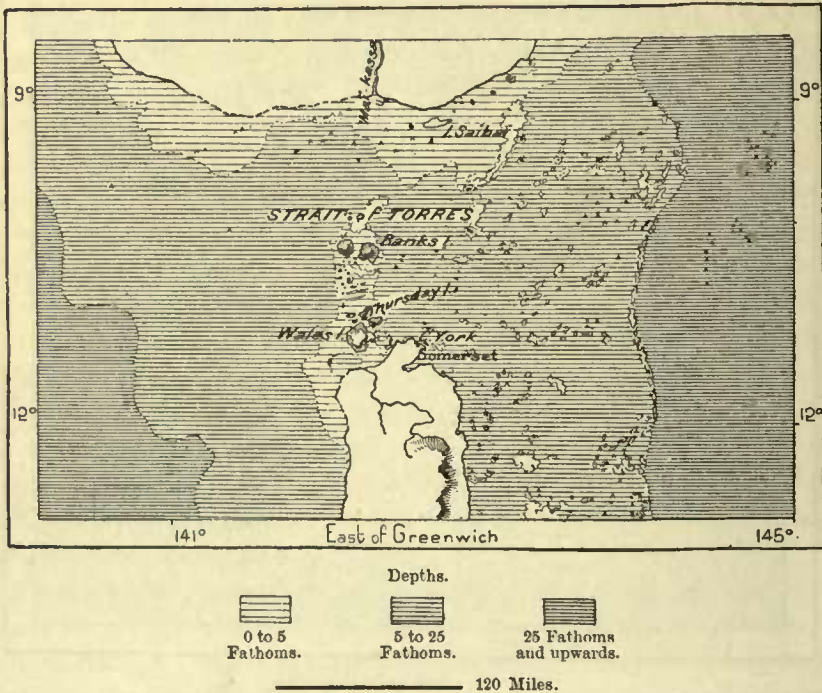 9°
Mai-kassa
9°
I. Saibai
STRAIT of TORRES
Banks I.
Thursday I.
Wales I.
C. York
Somerset
12°
12°
141°
East of Greenwich
145°
Depths.
0 to 5
Fathoms.
5 to 25
Fathoms.
25 Fathoms
and upwards.
120 Miles.